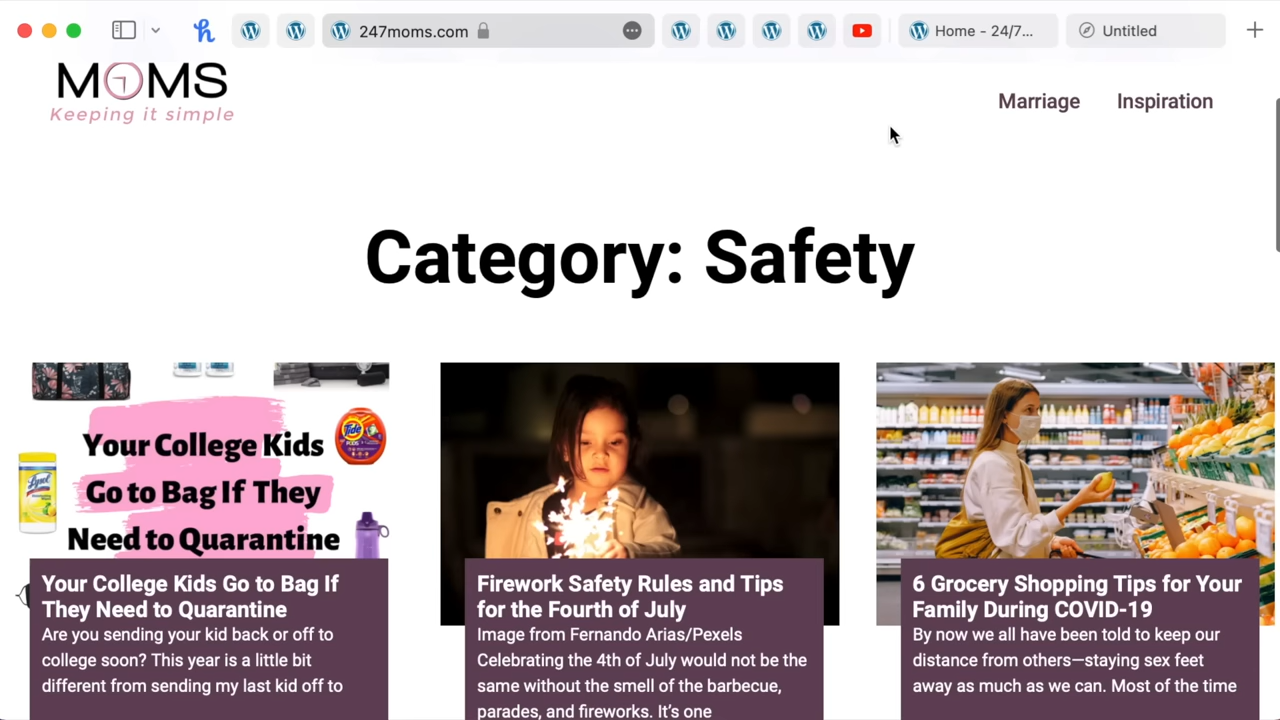 247moms.com
Home - 24/7...
Untitled
MOMS
Keeping it simple
Marriage
Inspiration
Category: Safety
Your College Kids
Go to Bag If They
Need to Quarantine
Tide
PODS
Lysol
Your College Kids Go to Bag If
They Need to Quarantine
Are you sending your kid back or off to
college soon? This year is a little bit
different from sending my last kid off to
Firework Safety Rules and Tips
for the Fourth of July
Image from Fernando Arias/Pexels
Celebrating the 4th of July would not be the
same without the smell of the barbecue,
parades, and fireworks. It's one
6 Grocery Shopping Tips for Your
Family During COVID-19
By now we all have been told to keep our
distance from others—staying sex feet
away as much as we can. Most of the time